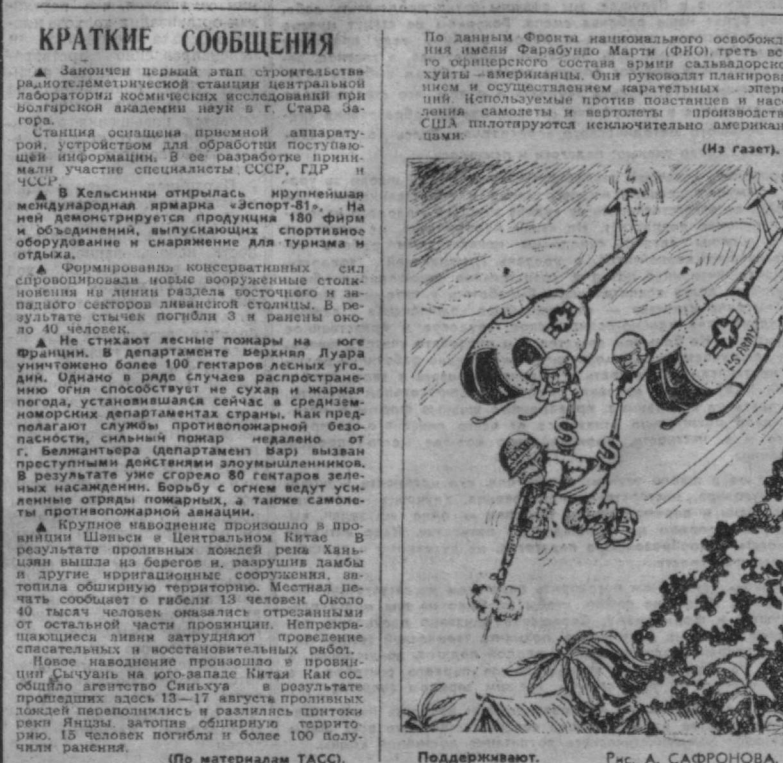 КРАТКИЕ СООБЩЕНИЯ
▲ Закончен первый этап строительства
радиотелеметрической станции центральной
лаборатории космических исследований при
Болгарской академии наук в г. Стара За-
гора.
Станция оснащена приемной аппарату-
рой, устройством для обработки поступаю-
щей информации. В ее разработке прини-
мали участие специалисты СССР, ГДР и
ЧССР
▲ В Хельсинки открылась крупнейшая
международная ярмарка «Эспорт-81». На
ней демонстрируется продукция 180 фирм
и объединений, выпускающих спортивное
оборудование и снаряжение для туризма и
отдыха.
▲ Формирования консервативных сил
спровоцировали новые вооруженные столк-
новения на линии раздела восточного и за-
падного секторов ливанской столицы. В ре-
зультате стычек погибли 3 и ранены око-
ло 40 человек.
▲ Не стихают лесные пожары на юге
Франции. В департаменте Верхняя Луара
уничтожено более 100 гектаров лесных уго-
дий. Однако в ряде случаев распростране-
нию огня способствует не сухая и жаркая
погода, установившаяся сейчас в средизем-
номорских департаментах страны. Как пред-
полагают службы противопожарной безо-
пасности, сильный пожар недалеко от
г. Белжантьера (департамент Вар) вызван
преступными действиями злоумышленников.
В результате уже сгорело 80 гектаров зеле-
ных насаждений. Борьбу с огнем ведут уси-
ленные отряды пожарных, а также самоле-
ты противопожарной авиации.
▲ Крупное наводнение произошло в про-
винции Шэньси в Центральном Китае В
результате проливных дождей река Хань-
цзян вышла из берегов и, разрушив дамбы
и другие ирригационные сооружения, за-
топила обширную территорию. Местная пе-
чать сообщает о гибели 13 человек. Около
40 тысяч человек оказались отрезанными
от остальной части провинции. Непрекра-
щающиеся ливни затрудняют проведение
спасательных и восстановительных работ.
Новое наводнение произошло в провин-
ции Сычуань на юго-западе Китая Как со-
общило агентство Синьхуа в результате
прошедших здесь 13—17 августа проливных
дождей переполнились и разлились притоки
реки Янцзы, затопив обширную террито-
рию. 15 человек погибли и более 100 полу-
чили ранения.
(По материалам ТАСС).
По данным Фронта национального освобожд
ния имени Фарабундо Марти (ФНО), треть вс
го офицерского состава армии сальвадорско
хунты — американцы. Они руководят планиров
нием и осуществлением карательных опера
ций. Используемые против повстанцев и нас
ления самолеты и вертолеты производства
США пилотируются исключительно американ
цами.
(Из газет).
US ARMY
S
S
Поддерживают.
Рис. А. САФРОНОВА